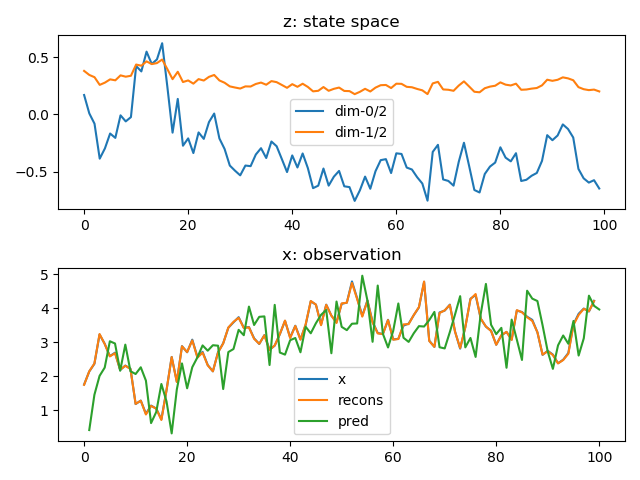 z: state space
0.5
0.0
−0.5
dim-0/2
dim-1/2
0 20 40 60 80 100
x: observation
5
4
3
2
1
x
recons
pred
0 20 40 60 80 100